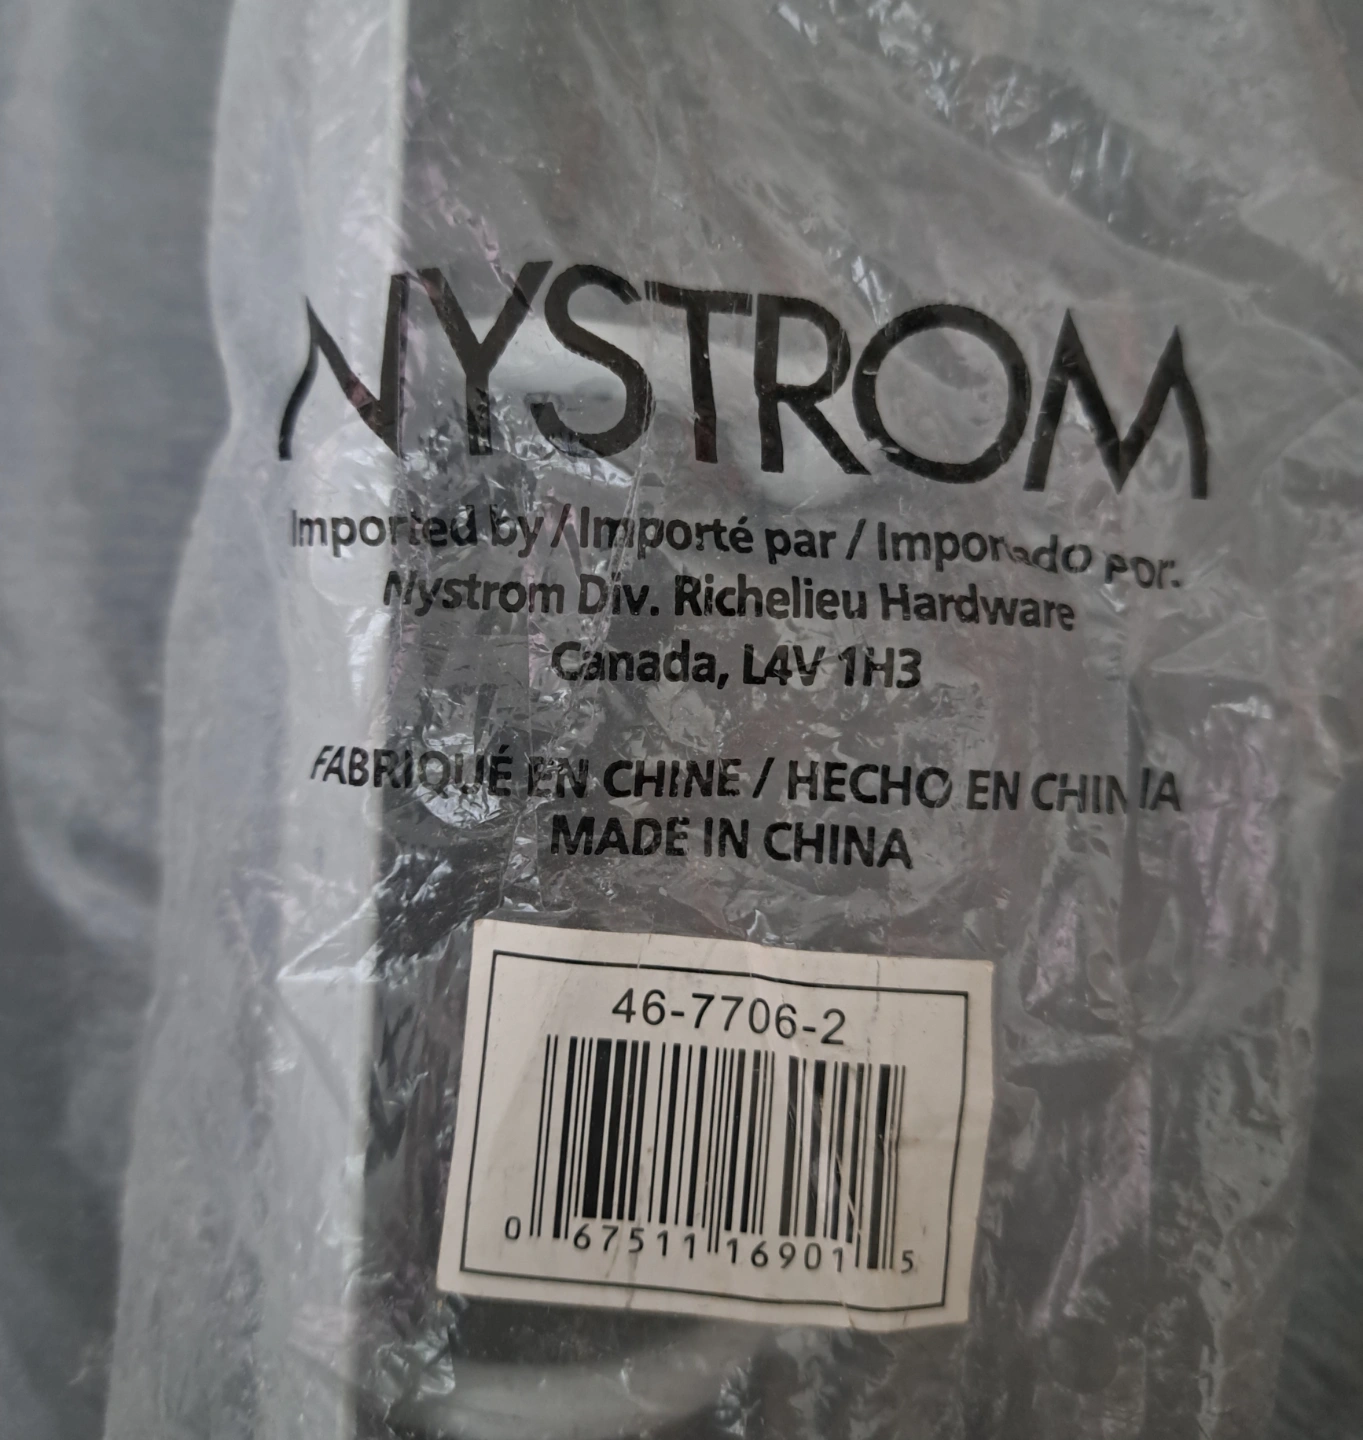 NYSTROM
Imported by / Importé par / Importado por:
Nystrom Div. Richelieu Hardware
Canada, L4V 1H3
FABRIQUÉ EN CHINE / HECHO EN CHINA
MADE IN CHINA
46-7706-2
0 67511 16901 5